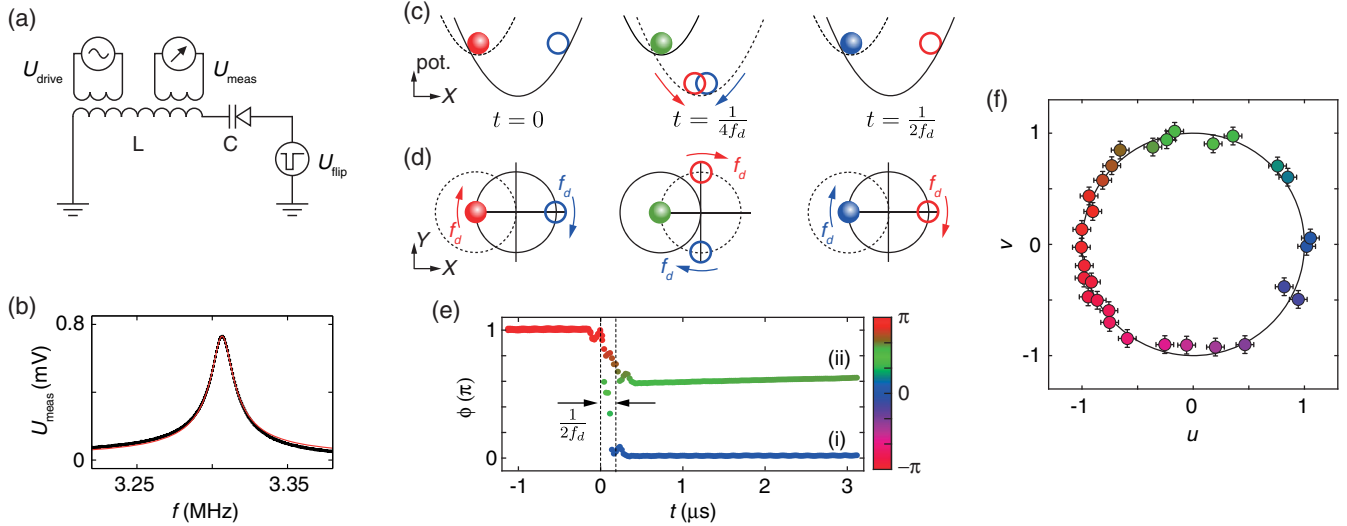 (a)
U_drive
U_meas
L
C
U_flip
(b)
0.8
0
U_meas (mV)
3.25
3.35
f (MHz)
(c)
pot.
X
t = 0
t = 1/4f_d
t = 1/2f_d
(d)
f_d
f_d
f_d
f_d
f_d
f_d
Y
X
(e)
1
0
ϕ (π)
1/2f_d
(ii)
(i)
-1
0
1
2
3
t (μs)
π
0
−π
(f)
1
0
-1
v
-1
0
1
u